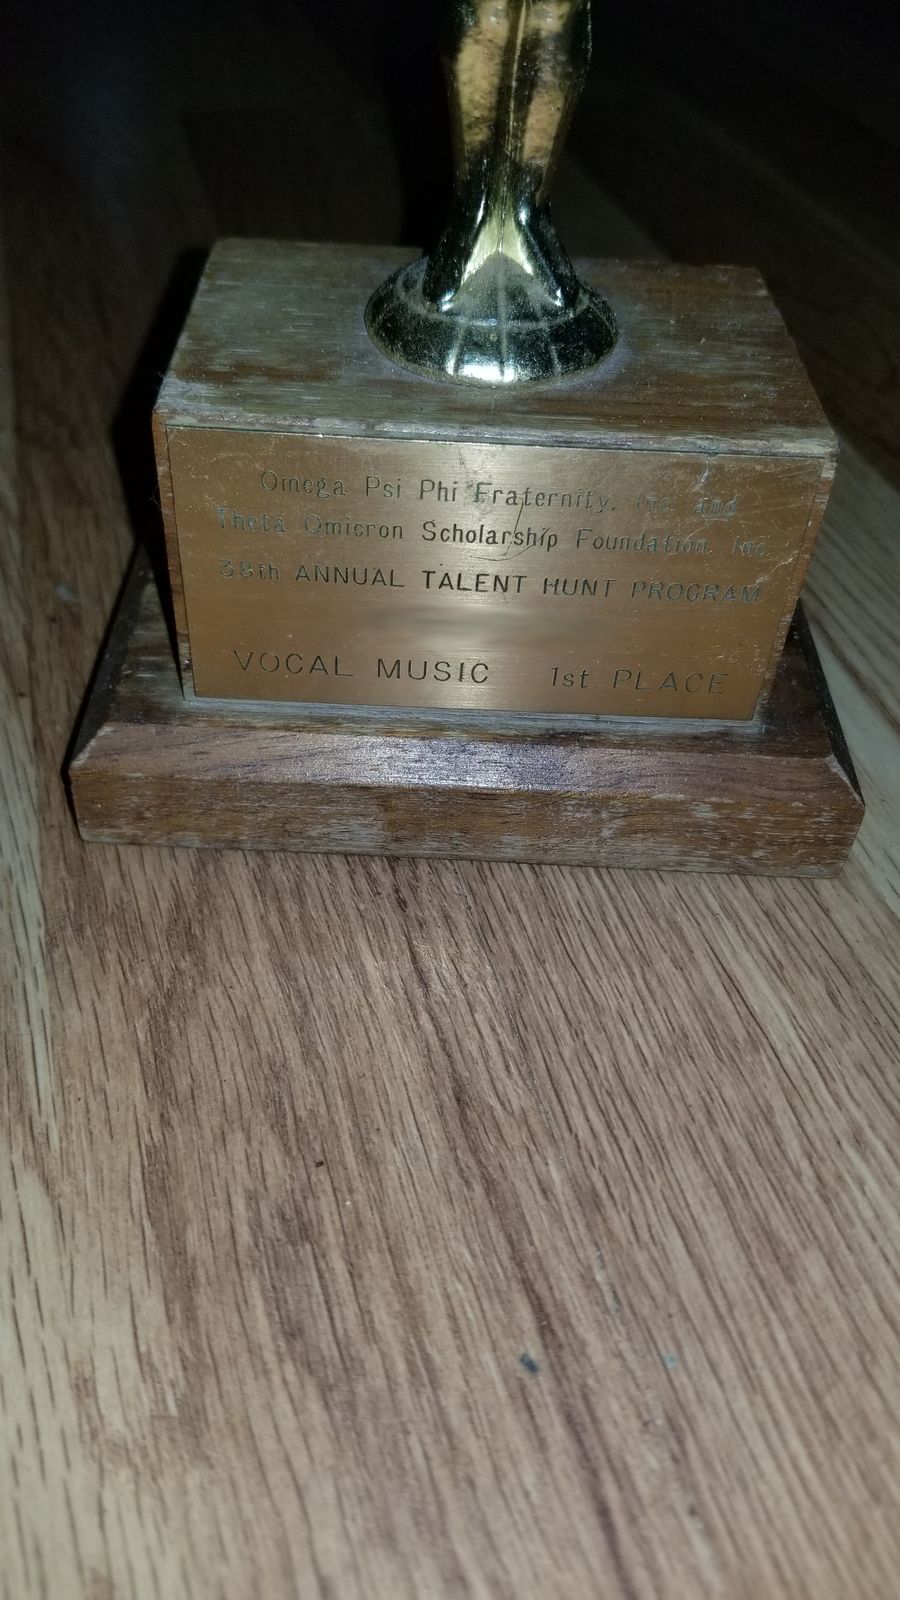 Omega Psi Phi Fraternity, Inc. and
Theta Omicron Scholarship Foundation, Inc.
38th ANNUAL TALENT HUNT PROGRAM
VOCAL MUSIC 1st PLACE